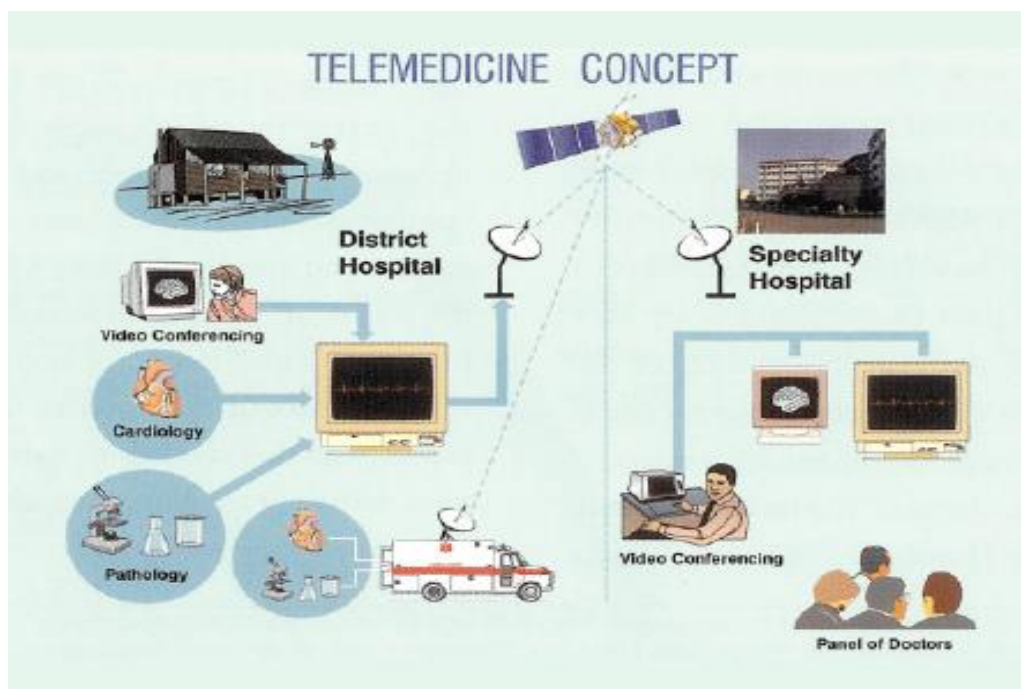 TELEMEDICINE CONCEPT
District
Hospital
Specialty
Hospital
Video Conferencing
Cardiology
Pathology
Video Conferencing
Panel of Doctors